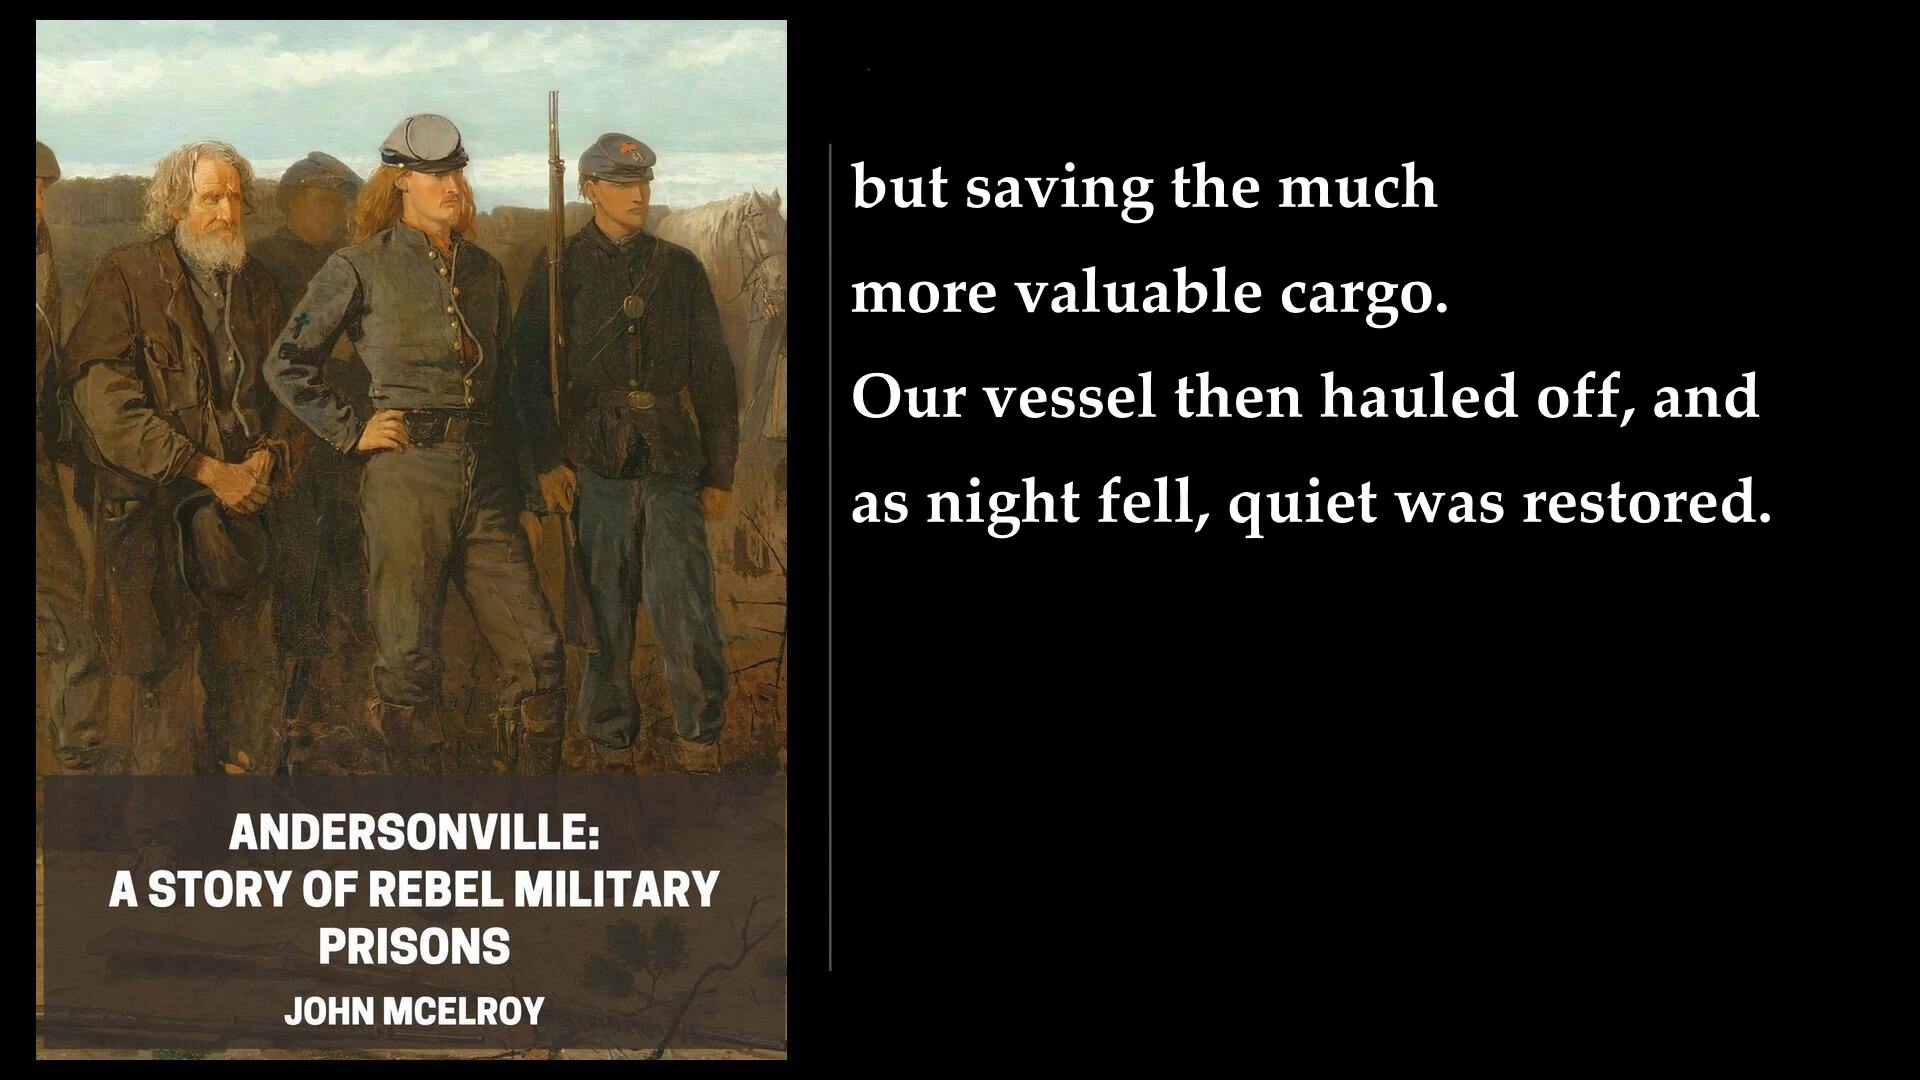 but saving the much
more valuable cargo.
Our vessel then hauled off, and
as night fell, quiet was restored.
ANDERSONVILLE:
A STORY OF REBEL MILITARY
PRISONS
JOHN MCELROY